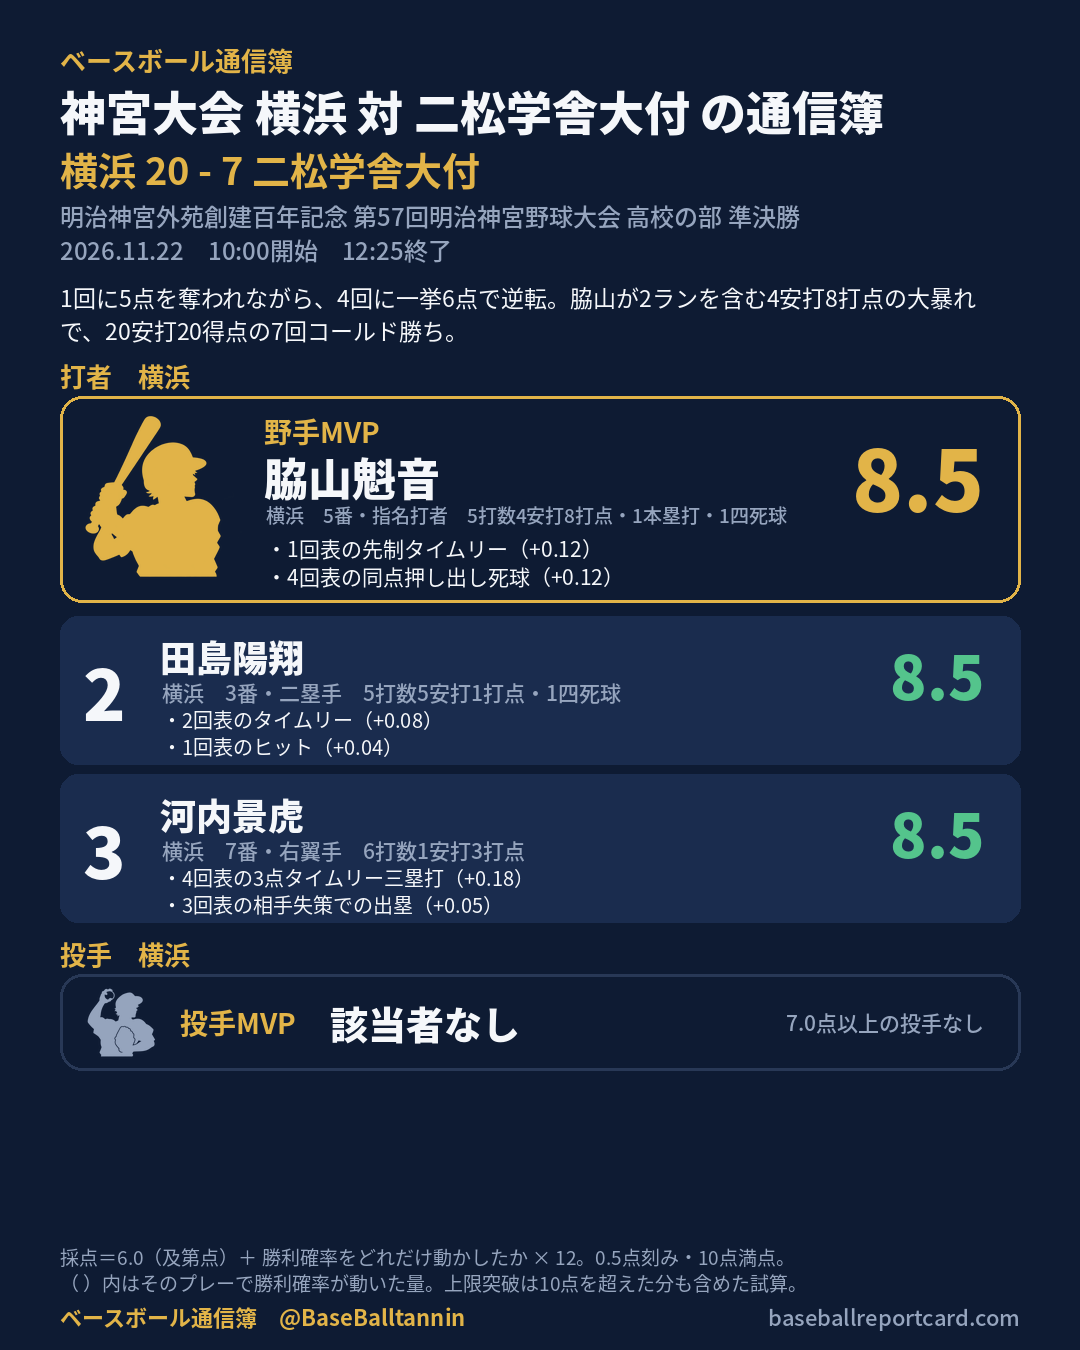 ベースボール通信簿
神宮大会 横浜 対 二松学舎大付 の通信簿
横浜 20 - 7 二松学舎大付
明治神宮外苑創建百年記念 第57回明治神宮野球大会 高校の部 準決勝
2026.11.22　10:00開始　12:25終了
1回に5点を奪われながら、4回に一挙6点で逆転。脇山が2ランを含む4安打8打点の大暴れ
で、20安打20得点の7回コールド勝ち。
打者　横浜
野手MVP
脇山魁音
横浜　5番・指名打者　5打数4安打8打点・1本塁打・1四死球
・1回表の先制タイムリー（+0.12）
・4回表の同点押し出し死球（+0.12）
8.5
2
田島陽翔
横浜　3番・二塁手　5打数5安打1打点・1四死球
・2回表のタイムリー（+0.08）
・1回表のヒット（+0.04）
8.5
3
河内景虎
横浜　7番・右翼手　6打数1安打3打点
・4回表の3点タイムリー三塁打（+0.18）
・3回表の相手失策での出塁（+0.05）
8.5
投手　横浜
投手MVP　該当者なし　7.0点以上の投手なし
採点＝6.0（及第点）＋ 勝利確率をどれだけ動かしたか × 12。0.5点刻み・10点満点。
（ ）内はそのプレーで勝利確率が動いた量。上限突破は10点を超えた分も含めた試算。
ベースボール通信簿　@BaseBalltannin
baseballreportcard.com